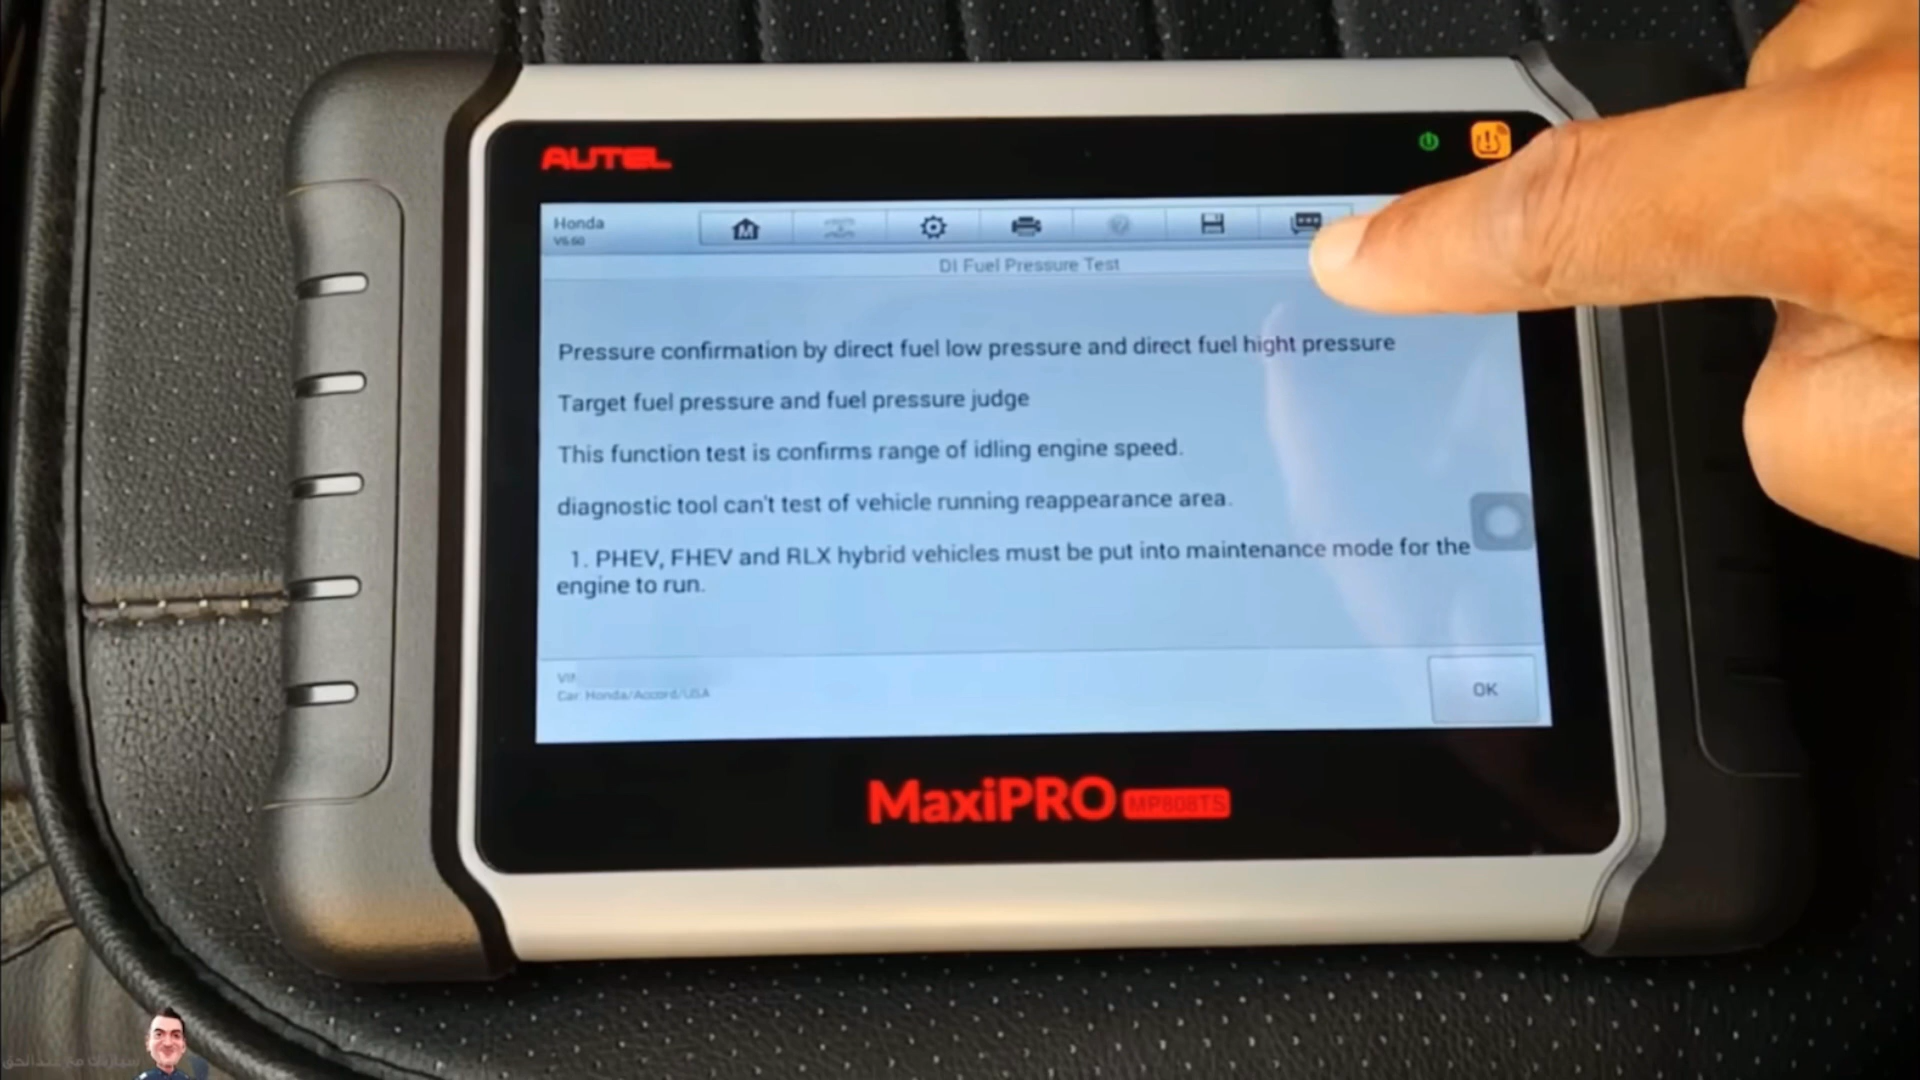 AUTEL
Honda
V6.60
DI Fuel Pressure Test
Pressure confirmation by direct fuel low pressure and direct fuel hight pressure
Target fuel pressure and fuel pressure judge
This function test is confirms range of idling engine speed.
diagnostic tool can't test of vehicle running reappearance area.
1. PHEV, FHEV and RLX hybrid vehicles must be put into maintenance mode for the
engine to run.
Car: Honda/Accord/USA
OK
MaxiPRO MP808TS